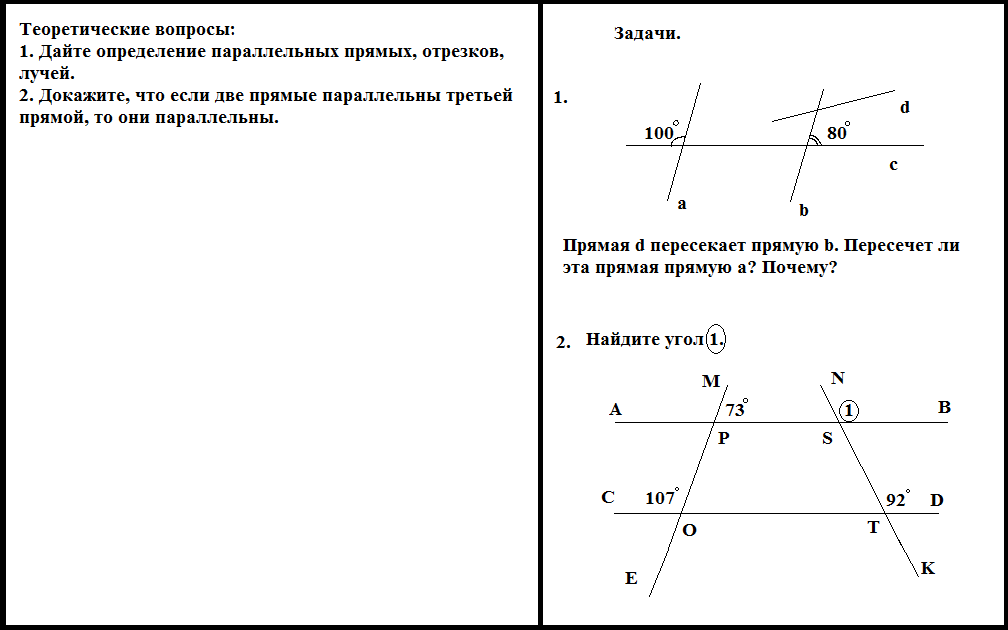 Теоретические вопросы:
1. Дайте определение параллельных прямых, отрезков,
лучей.
2. Докажите, что если две прямые параллельны третьей
прямой, то они параллельны.
Задачи.
1.
100°
80°
d
c
a
b
Прямая d пересекает прямую b. Пересечет ли
эта прямая прямую a? Почему?
2. Найдите угол 1.
M
N
A
73°
1
B
P
S
C
107°
92°
D
O
T
E
K